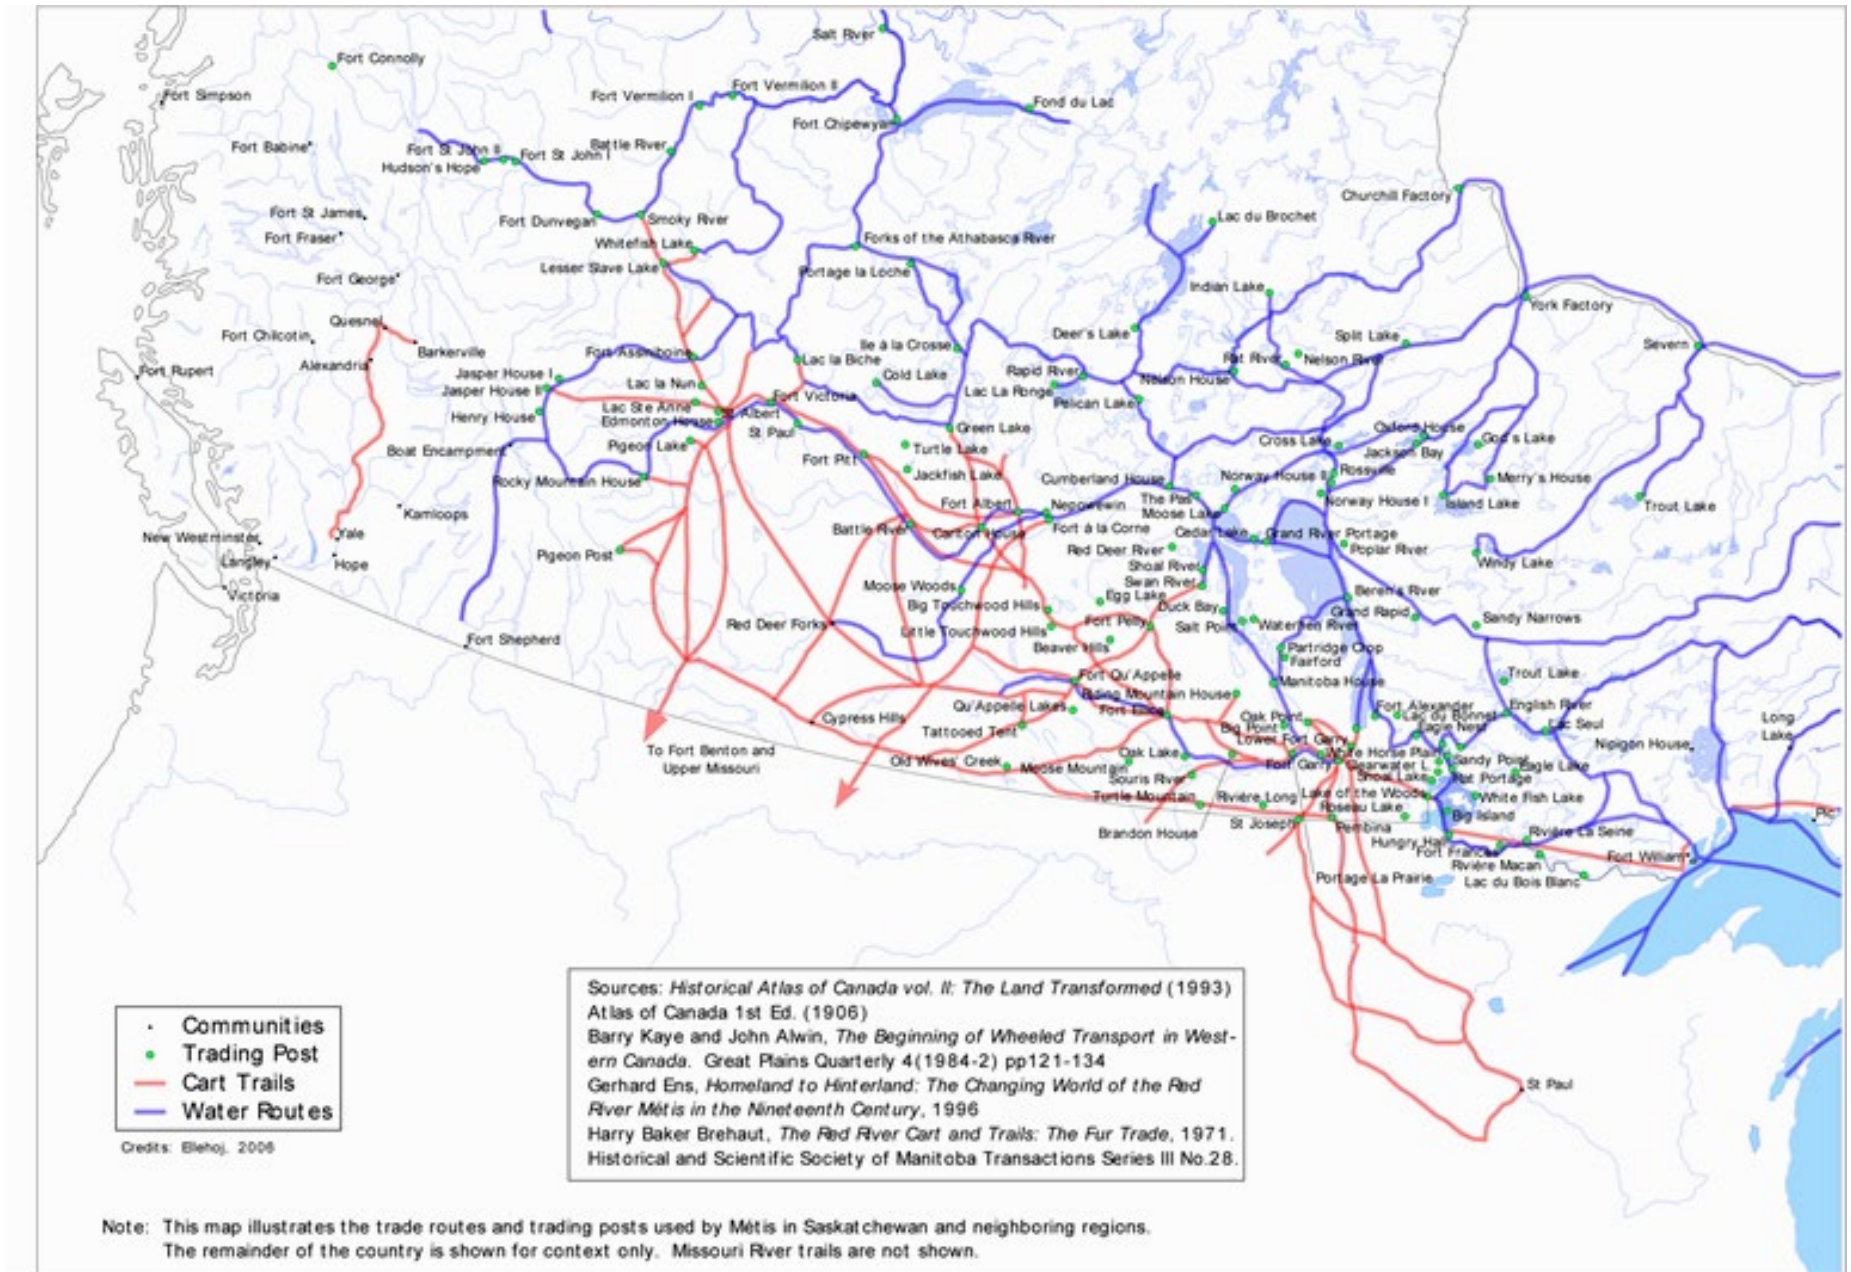 Salt River
Fort Connolly
Fort Simpson
Fort Vermilion I
Fort Vermilion II
Fond du Lac
Fort Chipewyan
Fort Babine
Fort St John II
Fort St John I
Battle River
Hudson's Hope
Churchill Factory
Fort St James
Fort Dunvegan
Smoky River
Lac du Brochet
Fort Fraser
Whitefish Lake
Forks of the Athabasca River
Lesser Slave Lake
Portage la Loche
Fort George
Indian Lake
York Factory
Quesnel
Fort Chilcotin
Deer's Lake
Split Lake
Severn
Barkerville
Fort Assiniboine
Ile à la Crosse
Alexandria
Lac la Biche
Rat River
Nelson River
Fort Rupert
Jasper House I
Cold Lake
Rapid River
Nelson House
Jasper House II
Lac la Nun
Lac La Ronge
Fort Victoria
Pelican Lake
Henry House
Lac Ste Anne
St Albert
Edmonton House
St Paul
Green Lake
Oxford House
Boat Encampment
Pigeon Lake
Turtle Lake
Cross Lake
Jackson Bay
God's Lake
Fort Pitt
Rocky Mountain House
Jackfish Lake
Cumberland House
Norway House II
Rossville
Merry's House
The Pas
Norway House I
Island Lake
Trout Lake
Kamloops
Fort Albert
Nepowewin
Moose Lake
New Westminster
Yale
Battle River
Carlton House
Fort à la Corne
Cedar Lake
Grand River Portage
Pigeon Post
Red Deer River
Poplar River
Langley
Hope
Shoal River
Windy Lake
Victoria
Moose Woods
Swan River
Egg Lake
Beren's River
Big Touchwood Hills
Duck Bay
Grand Rapid
Red Deer Forks
Little Touchwood Hills
Fort Pelly
Salt Point
Waterhen River
Sandy Narrows
Fort Shepherd
Beaver Hills
Partridge Crop
Fairford
Fort Qu'Appelle
Manitoba House
Trout Lake
Riding Mountain House
Qu'Appelle Lakes
Fort Ellice
Fort Alexander
English River
Cypress Hills
Oak Point
Lac du Bonnet
Lac Seul
Long
Lake
Tattooed Tent
Big Point
Eagle Nest
Nipigon House
To Fort Benton and
Upper Missouri
Lower Fort Garry
Oak Lake
White Horse Plain
Sandy Point
Old Wives' Creek
Moose Mountain
Fort Garry
Clearwater L
Eagle Lake
Souris River
Shoal Lake
Rat Portage
Turtle Mountain
Rivière Long
Lake of the Woods
White Fish Lake
Roseau Lake
Big Island
Pic
Brandon House
St Joseph
Pembina
Rivière La Seine
Hungry Hall
Fort Frances
Fort William
Rivière Macan
Portage La Prairie
Lac du Bois Blanc
St Paul
Communities
Trading Post
Cart Trails
Water Routes
Credits: Ellehoj, 2006
Sources: Historical Atlas of Canada vol. II: The Land Transformed (1993)
Atlas of Canada 1st Ed. (1906)
Barry Kaye and John Alwin, The Beginning of Wheeled Transport in West-
ern Canada. Great Plains Quarterly 4(1984-2) pp121-134
Gerhard Ens, Homeland to Hinterland: The Changing World of the Red
River Métis in the Nineteenth Century, 1996
Harry Baker Brehaut, The Red River Cart and Trails: The Fur Trade, 1971.
Historical and Scientific Society of Manitoba Transactions Series III No.28.
Note: This map illustrates the trade routes and trading posts used by Métis in Saskatchewan and neighboring regions.
The remainder of the country is shown for context only. Missouri River trails are not shown.